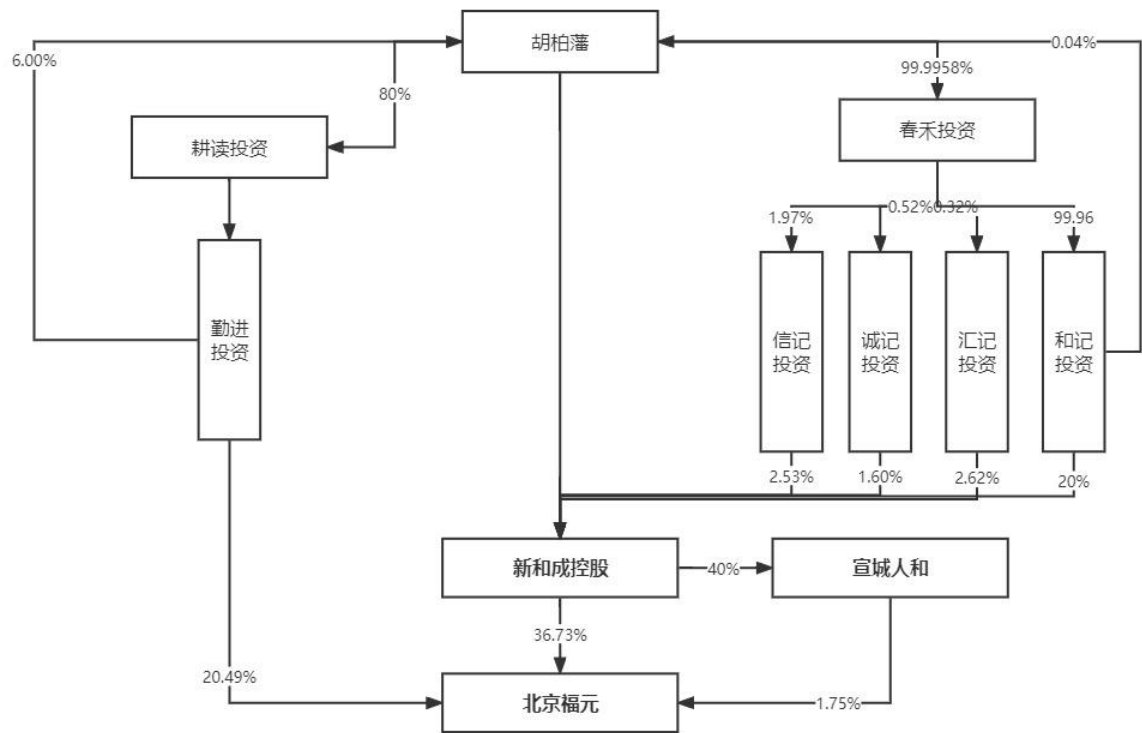 胡柏藩
6.00%
0.04%
99.9958%
80%
春禾投资
耕读投资
0.52%
0.32%
1.97%
99.96
勤进
投资
信记
投资
诚记
投资
汇记
投资
和记
投资
2.53%
1.60%
2.62%
20%
新和成控股
40%
宣城人和
36.73%
20.49%
北京福元
1.75%